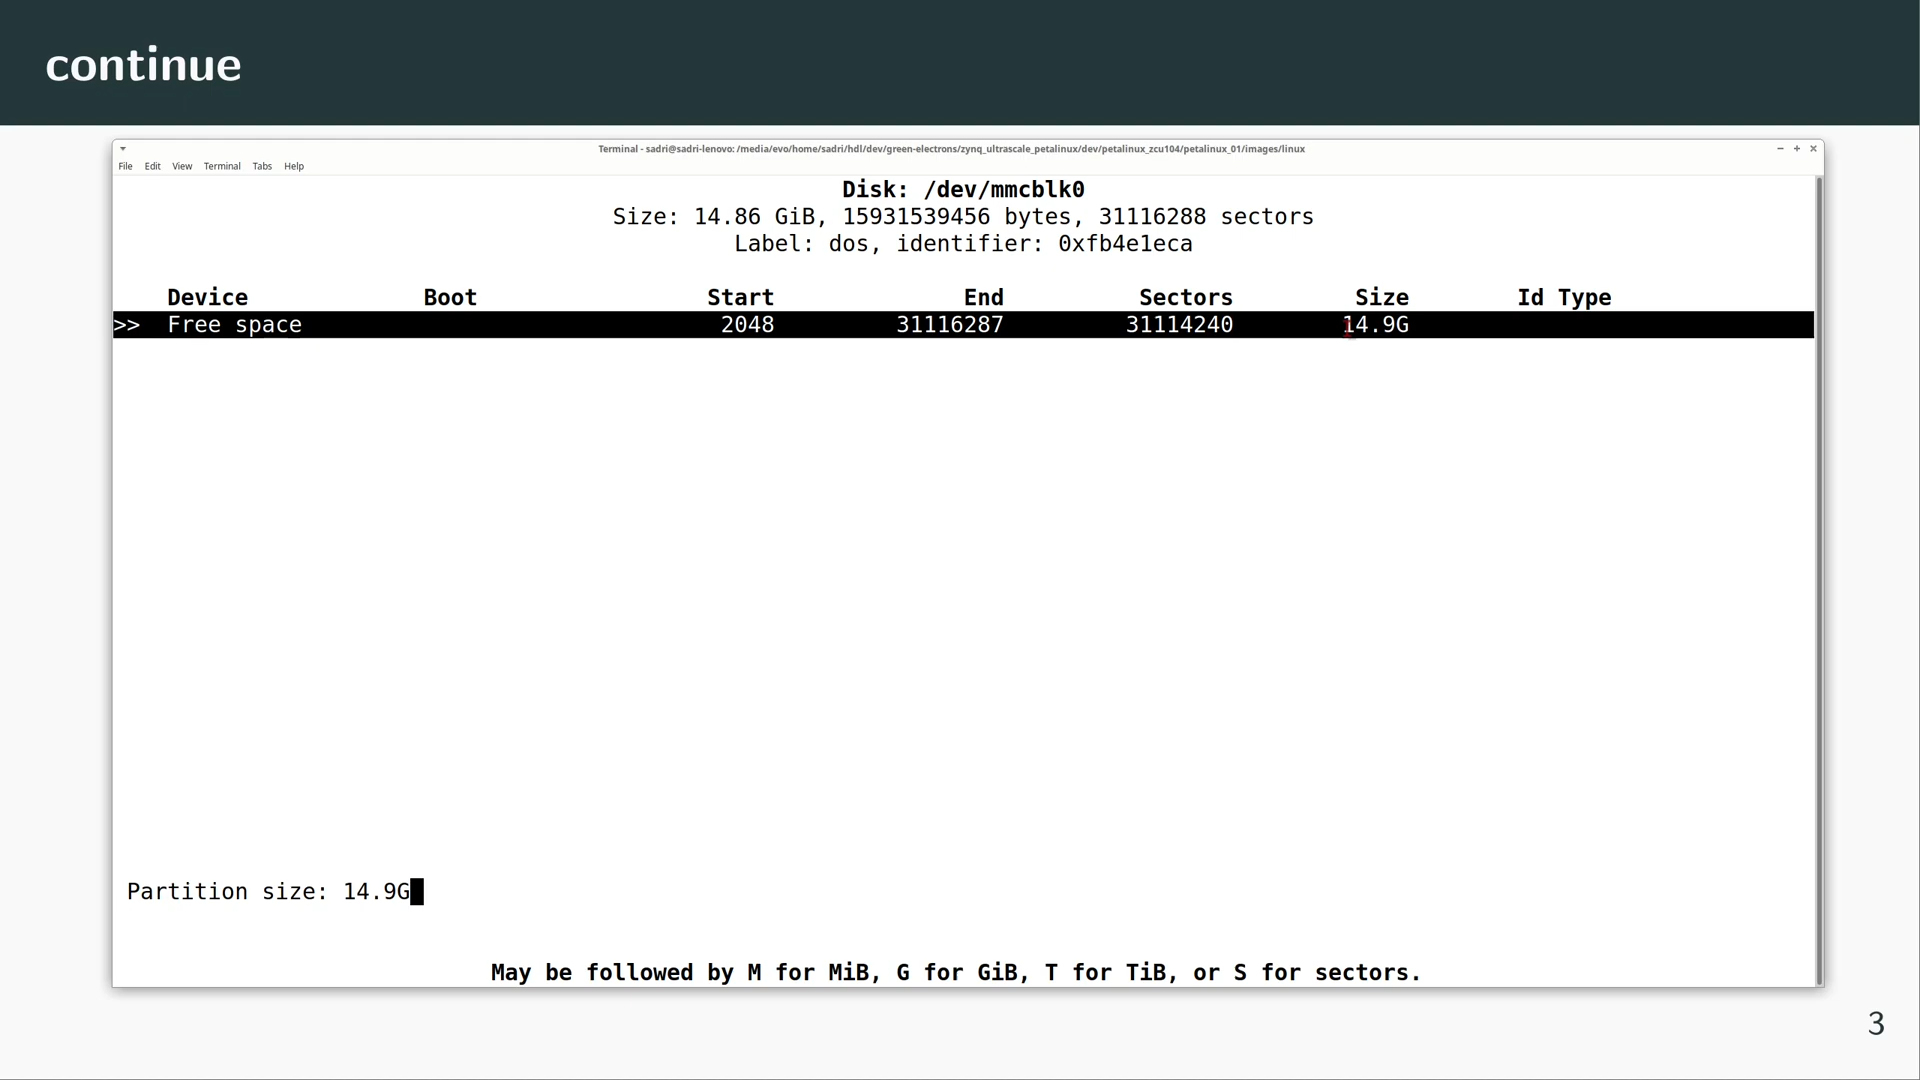 continue
Terminal - sadri@sadri-lenovo: /media/evo/home/sadri/hdl/dev/green-electrons/zynq_ultrascale_petalinux/dev/petalinux_zcu104/petalinux_01/images/linux
File Edit View Terminal Tabs Help
Disk: /dev/mmcblk0
Size: 14.86 GiB, 15931539456 bytes, 31116288 sectors
Label: dos, identifier: 0xfb4e1eca
Device Boot Start End Sectors Size Id Type
>> Free space 2048 31116287 31114240 14.9G
Partition size: 14.9G
May be followed by M for MiB, G for GiB, T for TiB, or S for sectors.
3